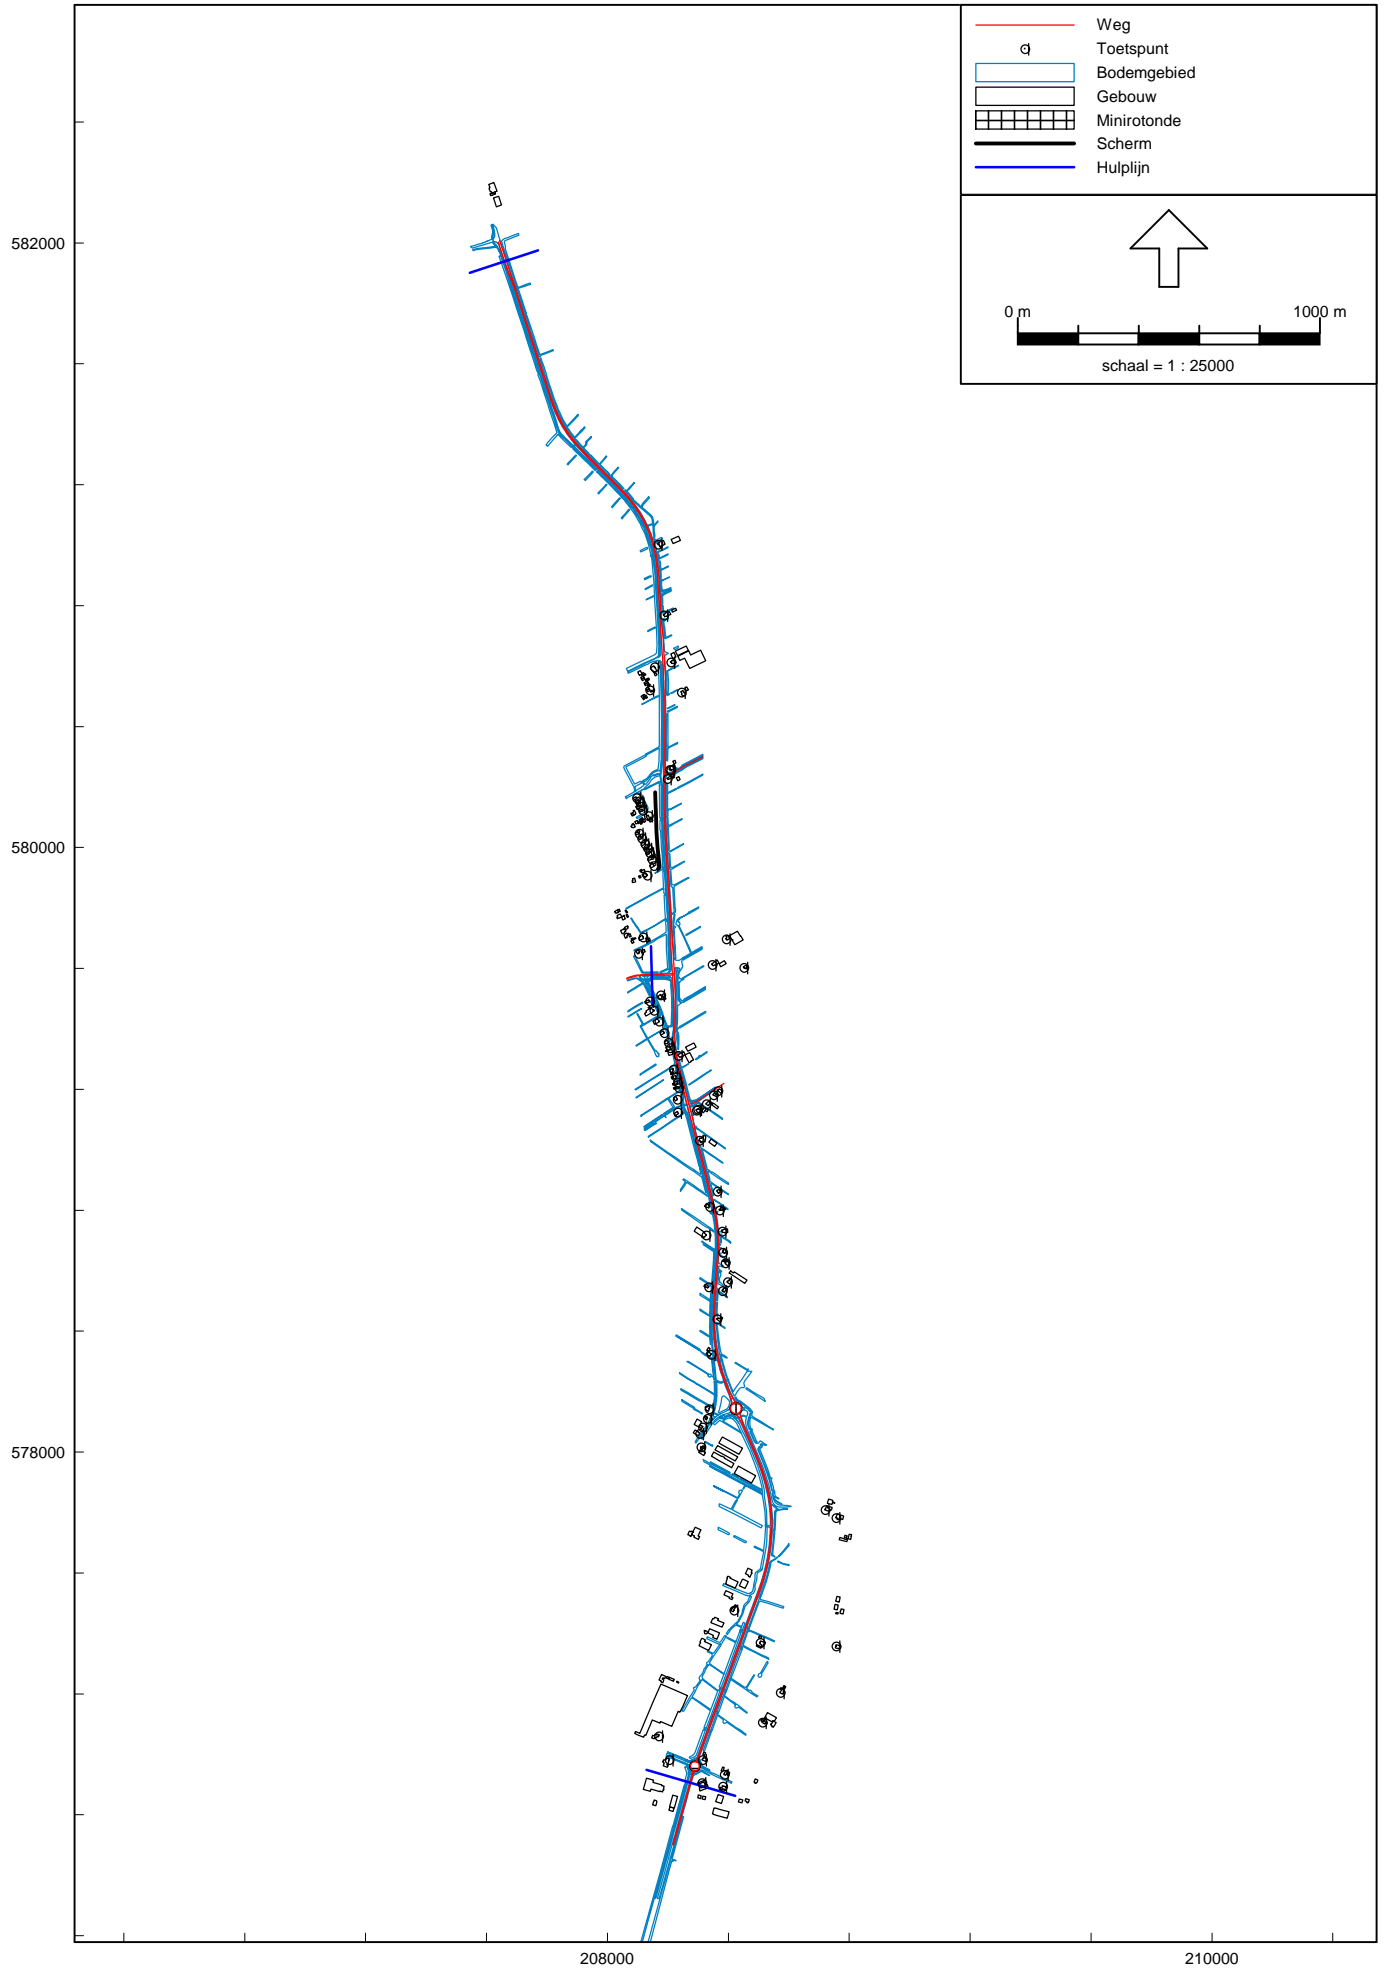 Weg
Toetspunt
Bodemgebied
Gebouw
Minirotonde
Scherm
Hulplijn
0 m 1000 m
schaal = 1 : 25000
582000
580000
578000
208000 210000